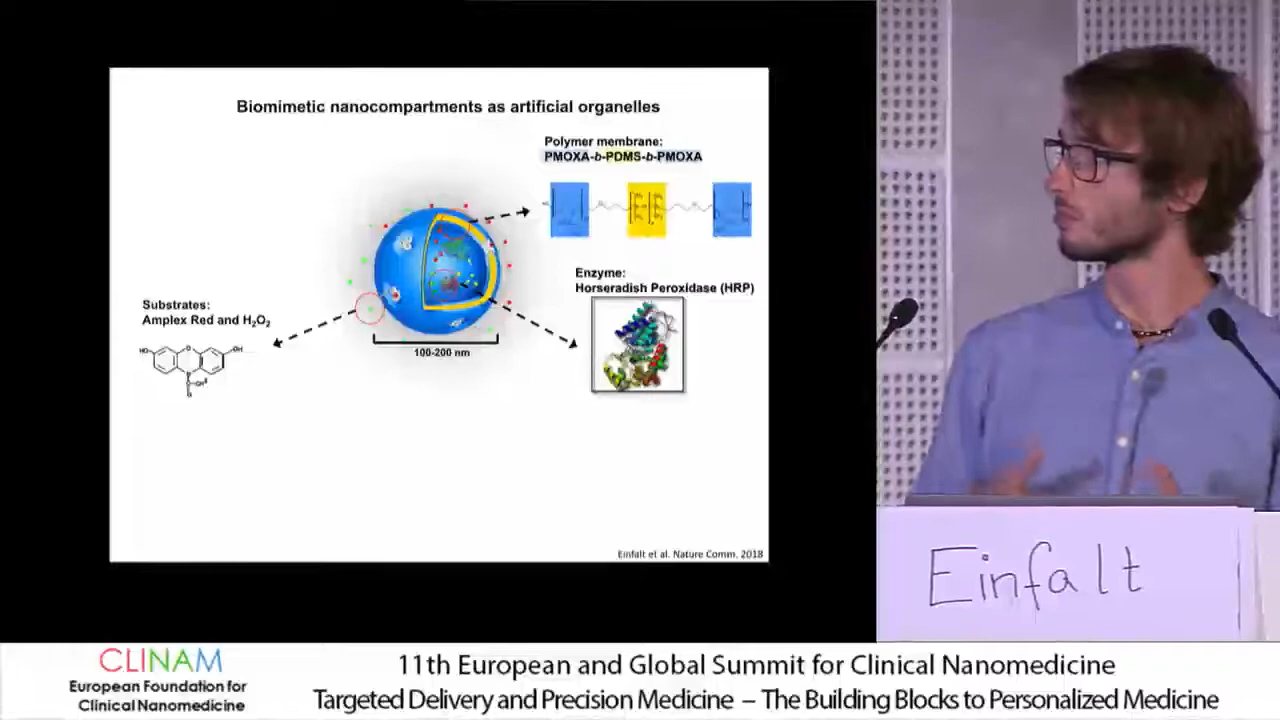 Biomimetic nanocompartments as artificial organelles
Polymer membrane:
PMOXA-b-PDMS-b-PMOXA
Enzyme:
Horseradish Peroxidase (HRP)
Substrates:
Amplex Red and H₂O₂
HO
O
OH
N
100-200 nm
Einfalt et al. Nature Comm. 2018
Einfalt
CLINAM
European Foundation for
Clinical Nanomedicine
11th European and Global Summit for Clinical Nanomedicine
Targeted Delivery and Precision Medicine – The Building Blocks to Personalized Medicine